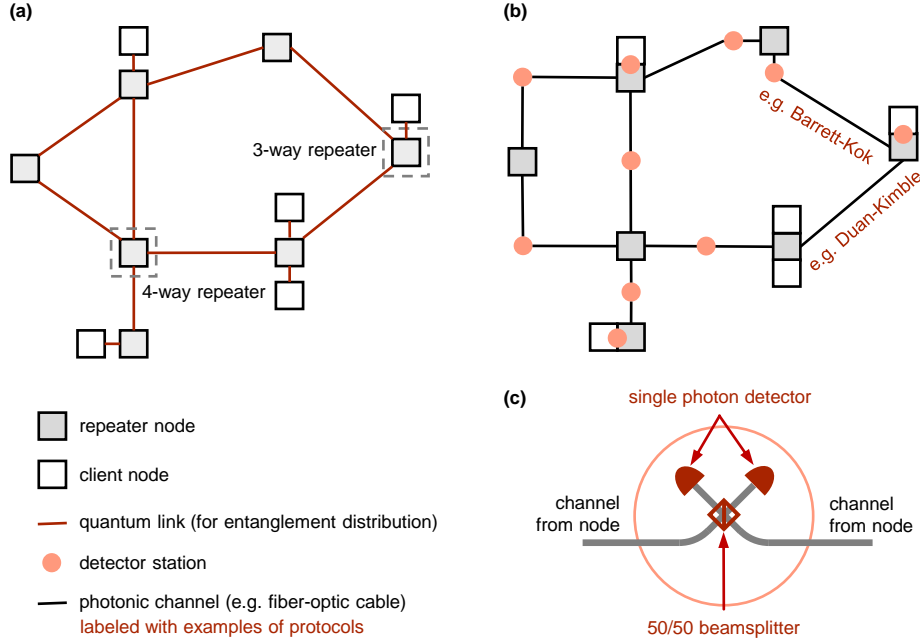 (a)
3-way repeater
4-way repeater
repeater node
client node
quantum link (for entanglement distribution)
detector station
photonic channel (e.g. fiber-optic cable)
labeled with examples of protocols
(b)
e.g. Barrett-Kok
e.g. Duan-Kimble
(c)
single photon detector
channel
from node
channel
from node
50/50 beamsplitter